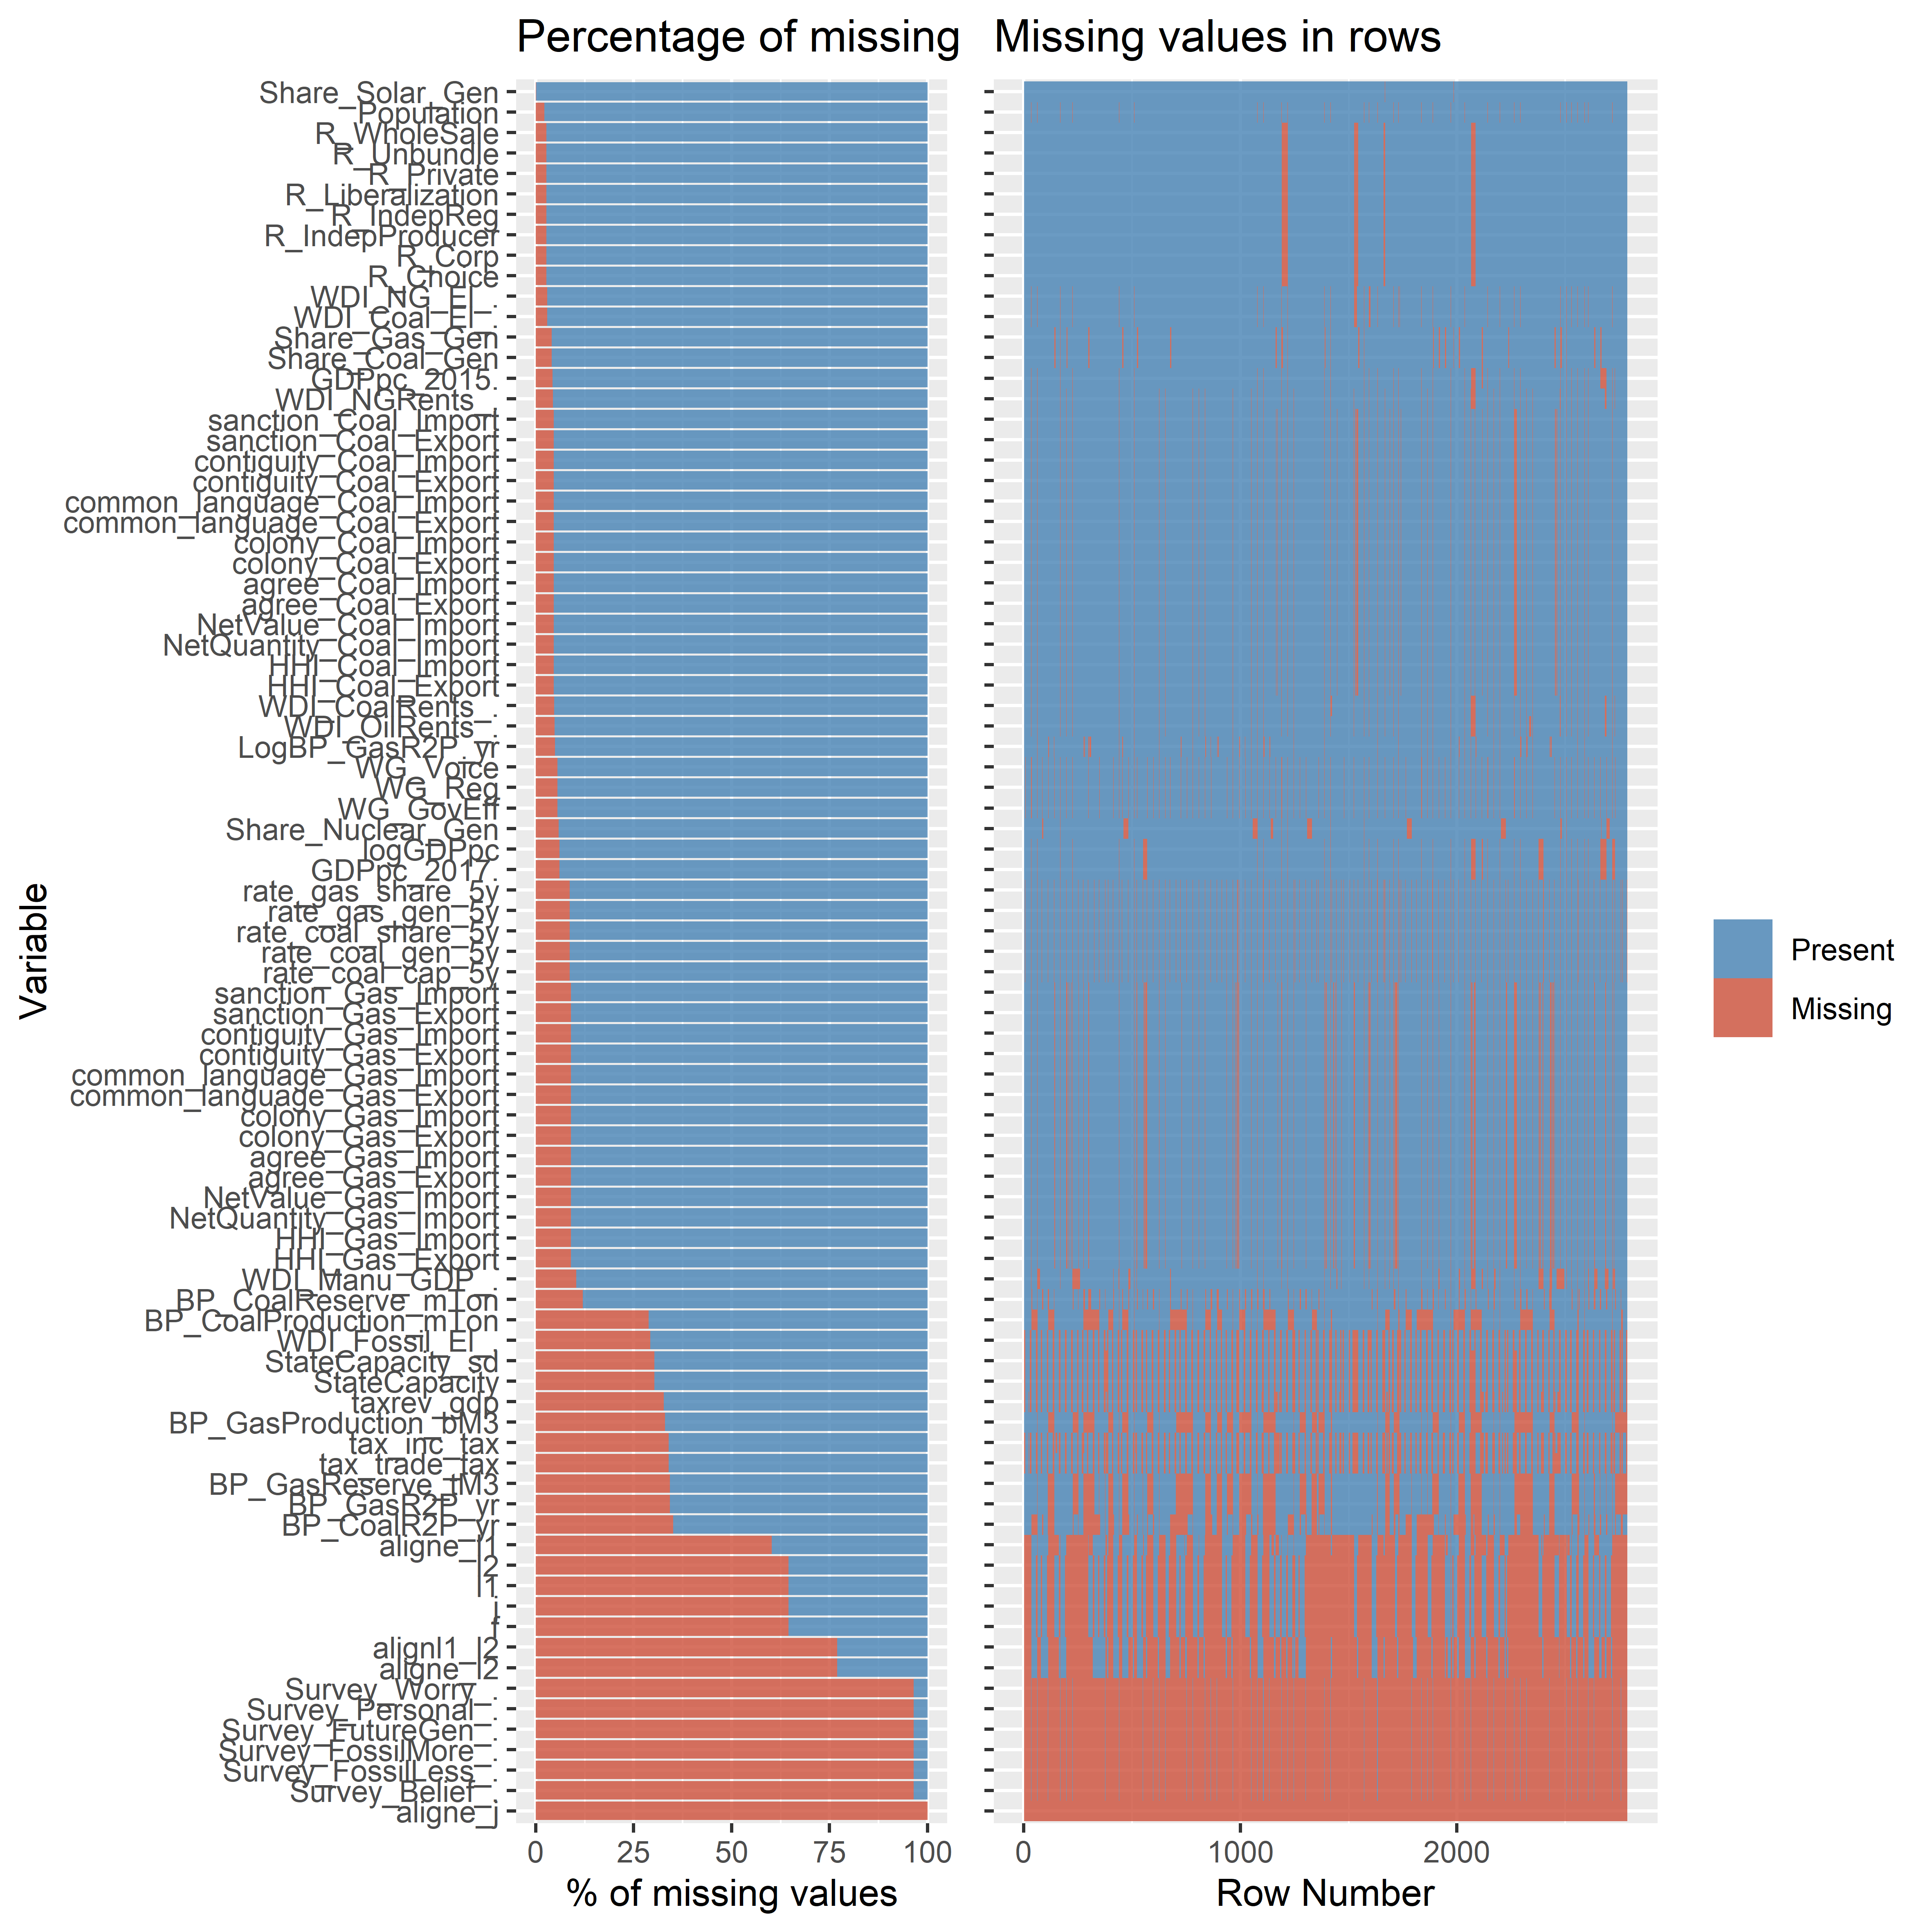 Percentage of missing
Missing values in rows
Variable
Share_Solar_Gen
Population
R_WholeSale
R_Unbundle
R_Private
R_Liberalization
R_IndepReg
R_IndepProducer
R_Corp
R_Choice
WDI_NG_El_.
WDI_Coal_El_.
Share_Gas_Gen
Share_Coal_Gen
GDPpc_2015.
WDI_NGRents_.
sanction_Coal_Import
sanction_Coal_Export
contiguity_Coal_Import
contiguity_Coal_Export
common_language_Coal_Import
common_language_Coal_Export
colony_Coal_Import
colony_Coal_Export
agree_Coal_Import
agree_Coal_Export
NetValue_Coal_Import
NetQuantity_Coal_Import
HHI_Coal_Import
HHI_Coal_Export
WDI_CoalRents_.
WDI_OilRents_.
LogBP_GasR2P_yr
WG_Voice
WG_Reg
WG_GovEff
Share_Nuclear_Gen
logGDPpc
GDPpc_2017.
rate_gas_share_5y
rate_gas_gen_5y
rate_coal_share_5y
rate_coal_gen_5y
rate_coal_cap_5y
sanction_Gas_Import
sanction_Gas_Export
contiguity_Gas_Import
contiguity_Gas_Export
common_language_Gas_Import
common_language_Gas_Export
colony_Gas_Import
colony_Gas_Export
agree_Gas_Import
agree_Gas_Export
NetValue_Gas_Import
NetQuantity_Gas_Import
HHI_Gas_Import
HHI_Gas_Export
WDI_Manu_GDP_.
BP_CoalReserve_mTon
BP_CoalProduction_mTon
WDI_Fossil_El_.
StateCapacity_sd
StateCapacity
taxrev_gdp
BP_GasProduction_bM3
tax_inc_tax
tax_trade_tax
BP_GasReserve_tM3
BP_GasR2P_yr
BP_CoalR2P_yr
aligne_l1
l2
l1
j
f
alignl1_l2
aligne_l2
Survey_Worry_.
Survey_Personal_.
Survey_FutureGen_.
Survey_FossilMore_.
Survey_FossilLess_.
Survey_Belief_.
aligne_j
0 25 50 75 100
% of missing values
0 1000 2000
Row Number
Present
Missing